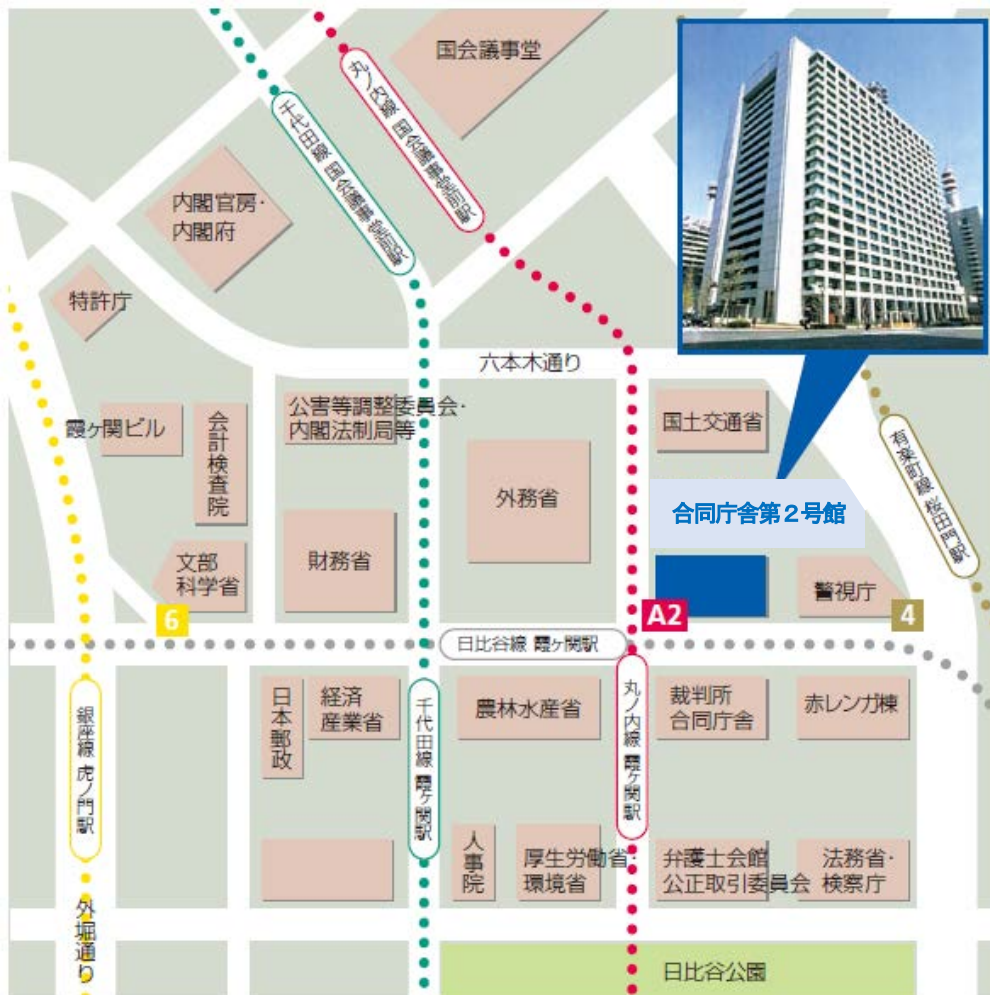 国会議事堂
丸ノ内線 国会議事堂前駅
千代田線 国会議事堂前駅
内閣官房・
内閣府
特許庁
六本木通り
霞ヶ関ビル
会計検査院
公害等調整委員会・
内閣法制局等
国土交通省
有楽町線 桜田門駅
外務省
合同庁舎第2号館
文部
科学省
財務省
警視庁
6
A2
4
日比谷線 霞ヶ関駅
銀座線 虎ノ門駅
日本郵政
経済
産業省
千代田線 霞ヶ関駅
農林水産省
丸ノ内線 霞ヶ関駅
裁判所
合同庁舎
赤レンガ棟
人事院
厚生労働省・
環境省
弁護士会館
公正取引委員会
法務省・
検察庁
外堀通り
日比谷公園